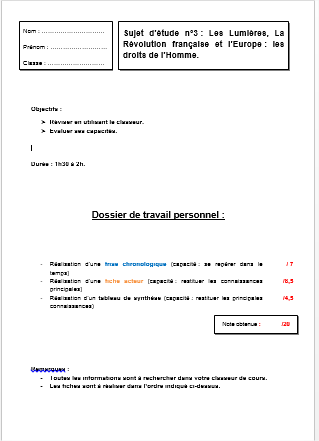 Nom : ……………………………
Prénom : …………………………
Classe : …………………………
Sujet d'étude n°3 : Les Lumières, La
Révolution française et l'Europe : les
droits de l'Homme.
Objectifs :
➤ Réviser en utilisant le classeur.
➤ Evaluer ses capacités.
Durée : 1h30 à 2h.
Dossier de travail personnel :
- Réalisation d'une frise chronologique (capacité : se repérer dans le /7
temps)
- Réalisation d'une fiche acteur (capacité : restituer les connaissances /8,5
principales)
- Réalisation d'un tableau de synthèse (capacité : restituer les principales /4,5
connaissances)
Note obtenue : /20
Remarques :
- Toutes les informations sont à rechercher dans votre classeur de cours.
- Les fiches sont à réaliser dans l'ordre indiqué ci-dessus.